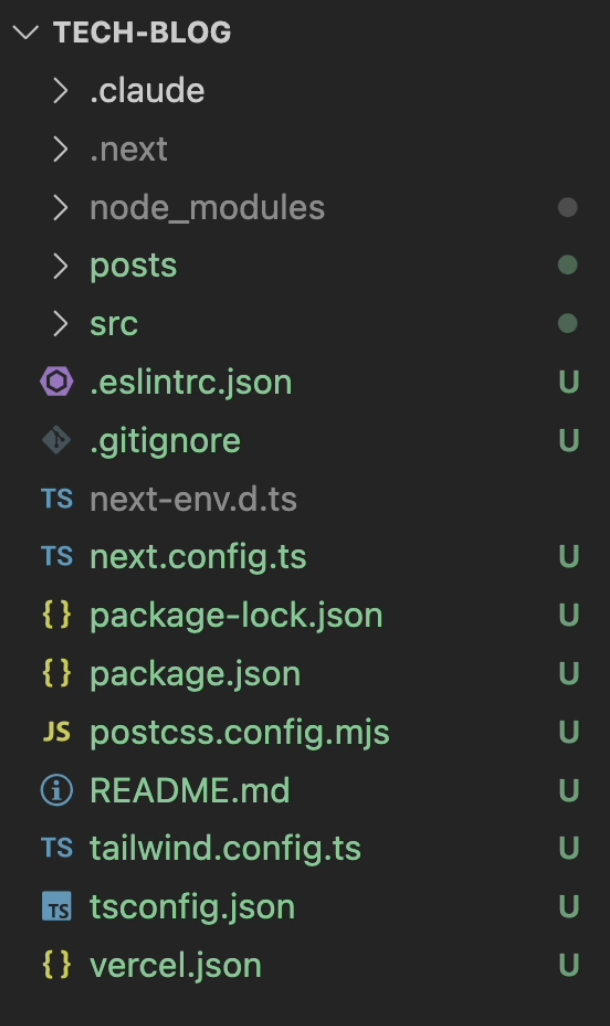 TECH-BLOG
.claude
.next
node_modules
posts
src
.eslintrc.json U
.gitignore U
TS next-env.d.ts
TS next.config.ts U
{} package-lock.json U
{} package.json U
JS postcss.config.mjs U
README.md U
TS tailwind.config.ts U
TS tsconfig.json U
{} vercel.json U